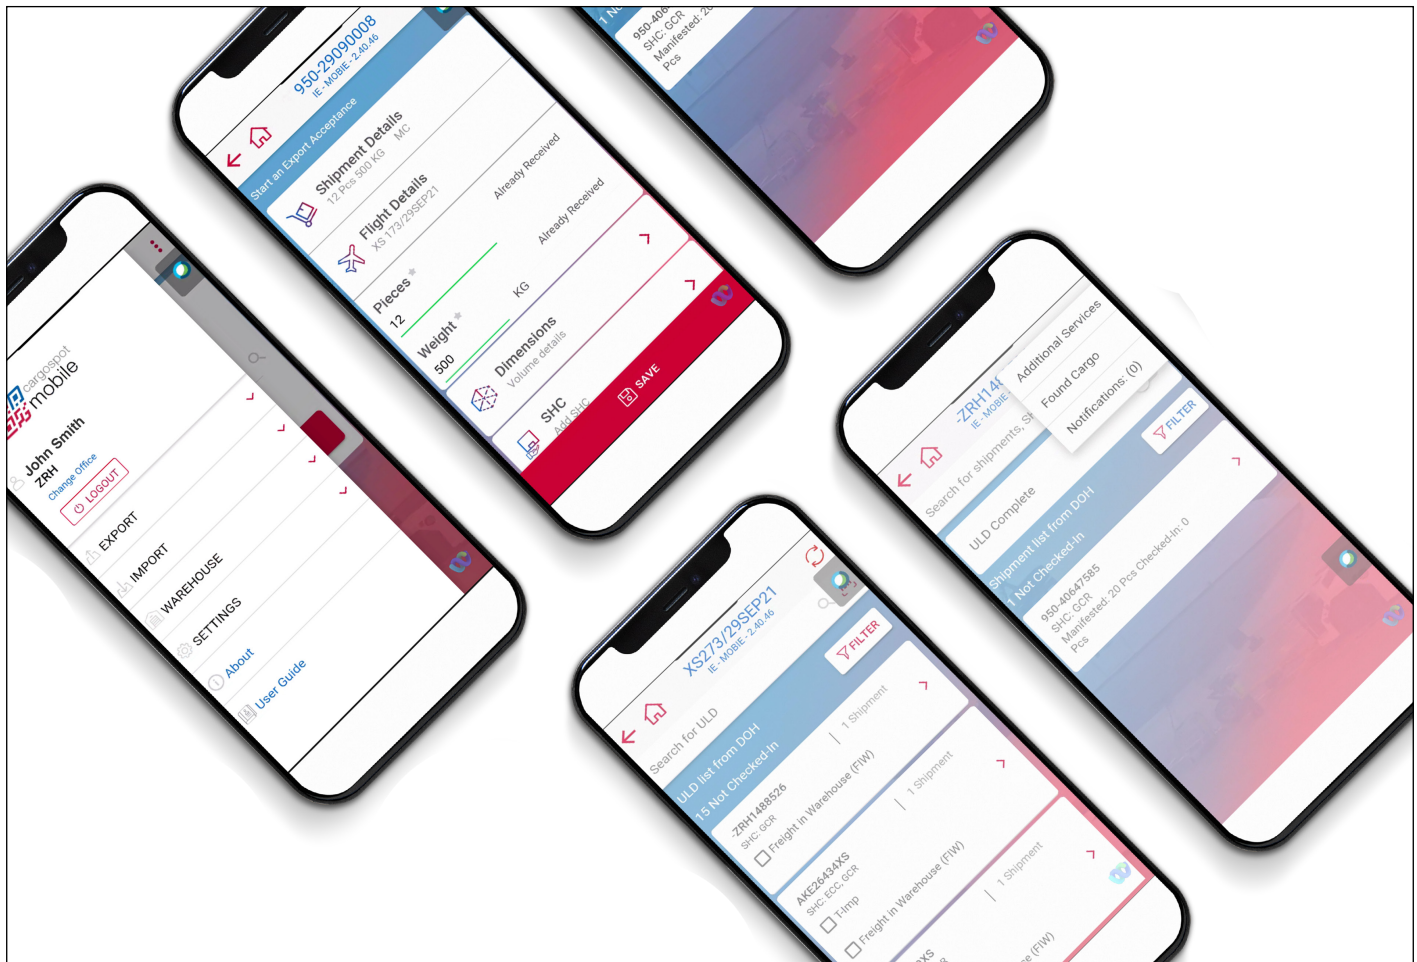 cargospot
mobile
John Smith
ZRH
Change Office
LOGOUT
EXPORT
IMPORT
WAREHOUSE
SETTINGS
About
User Guide
950-29090008
IE - MOBIE - 2.40.46
Start an Export Acceptance
Shipment Details
12 Pcs 500 KG MC
Flight Details
XS 173/29SEP21
Pieces *
12
Already Received
Weight *
500 KG
Already Received
Dimensions
Volume details
SHC
Add SHC
SAVE
SHC: GCR
Manifested: 20
Pcs
XS273/29SEP21
IE - MOBIE - 2.40.46
Search for ULD
ULD list from DOH
15 Not Checked-In
FILTER
-ZRH1488526
SHC: GCR
| 1 Shipment
Freight in Warehouse (FIW)
AKE26434XS
SHC: ECC, GCR
| 1 Shipment
T-Imp
Freight in Warehouse (FIW)
XS
| 1 Shipment
(FIW)
-ZRH148
IE - MOBIE
Additional Services
Found Cargo
Notifications: (0)
Search for shipments,
ULD Complete
FILTER
Shipment list from DOH
1 Not Checked-In
950-40647585
SHC: GCR
Manifested: 20 Pcs Checked-In: 0
Pcs